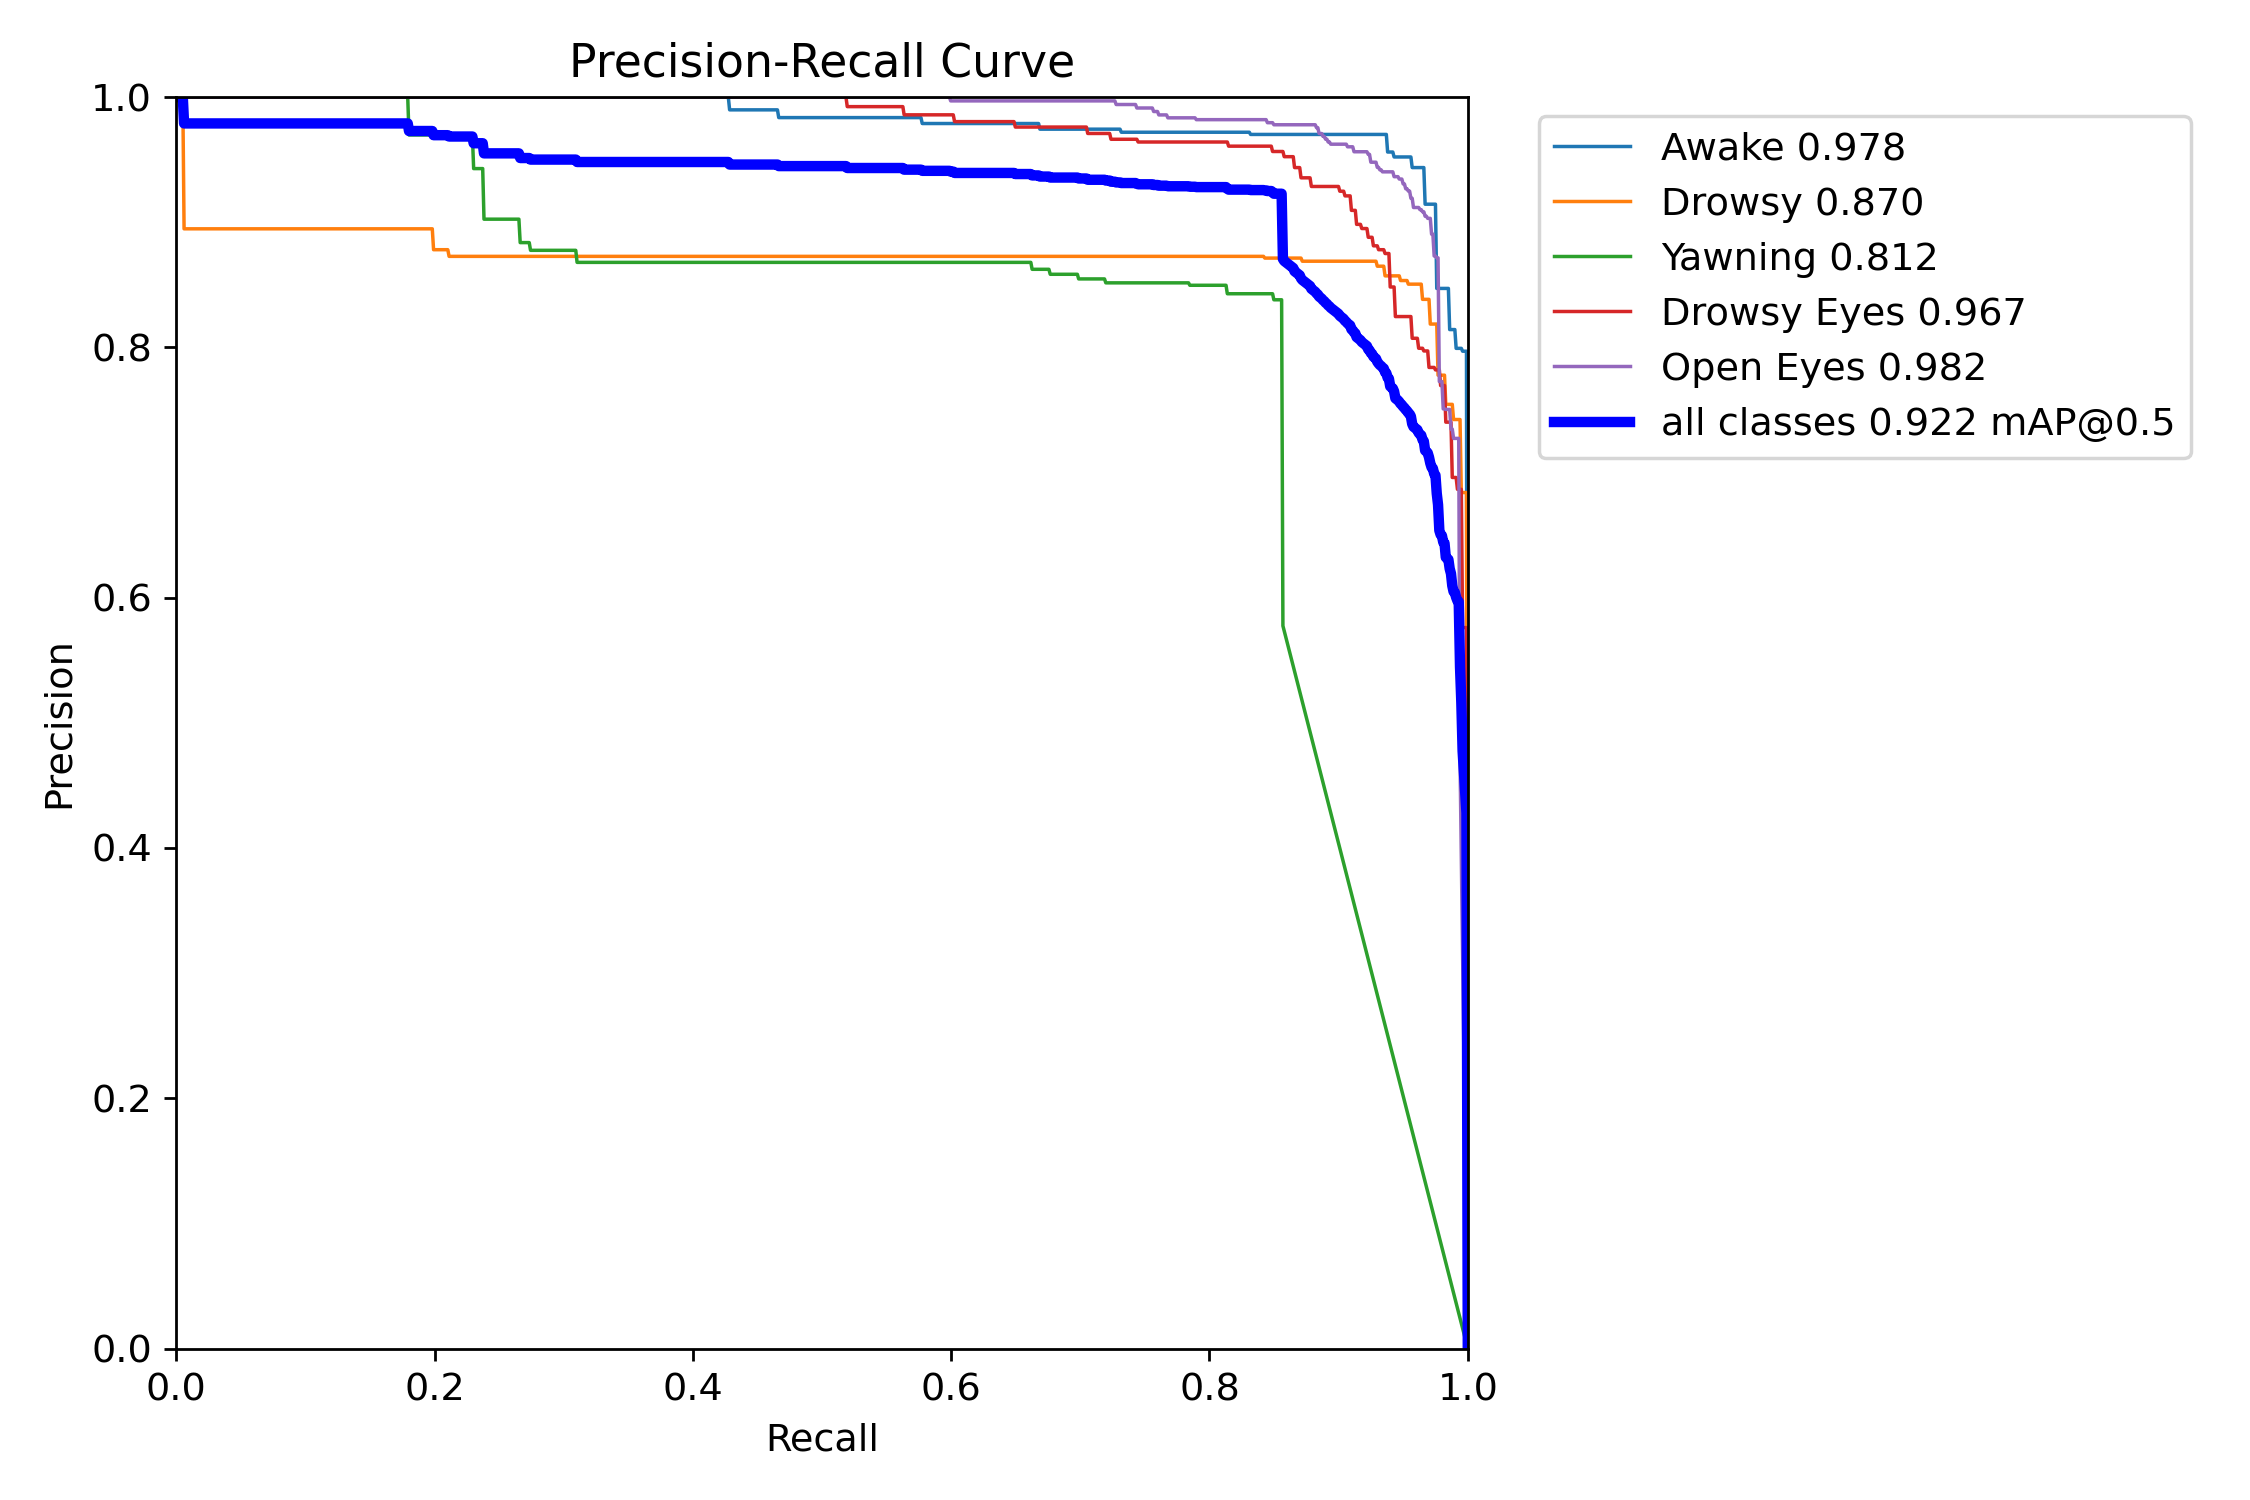 Precision-Recall Curve
1.0
0.8
0.6
0.4
0.2
0.0
Precision
0.0 0.2 0.4 0.6 0.8 1.0
Recall
Awake 0.978
Drowsy 0.870
Yawning 0.812
Drowsy Eyes 0.967
Open Eyes 0.982
all classes 0.922 mAP@0.5